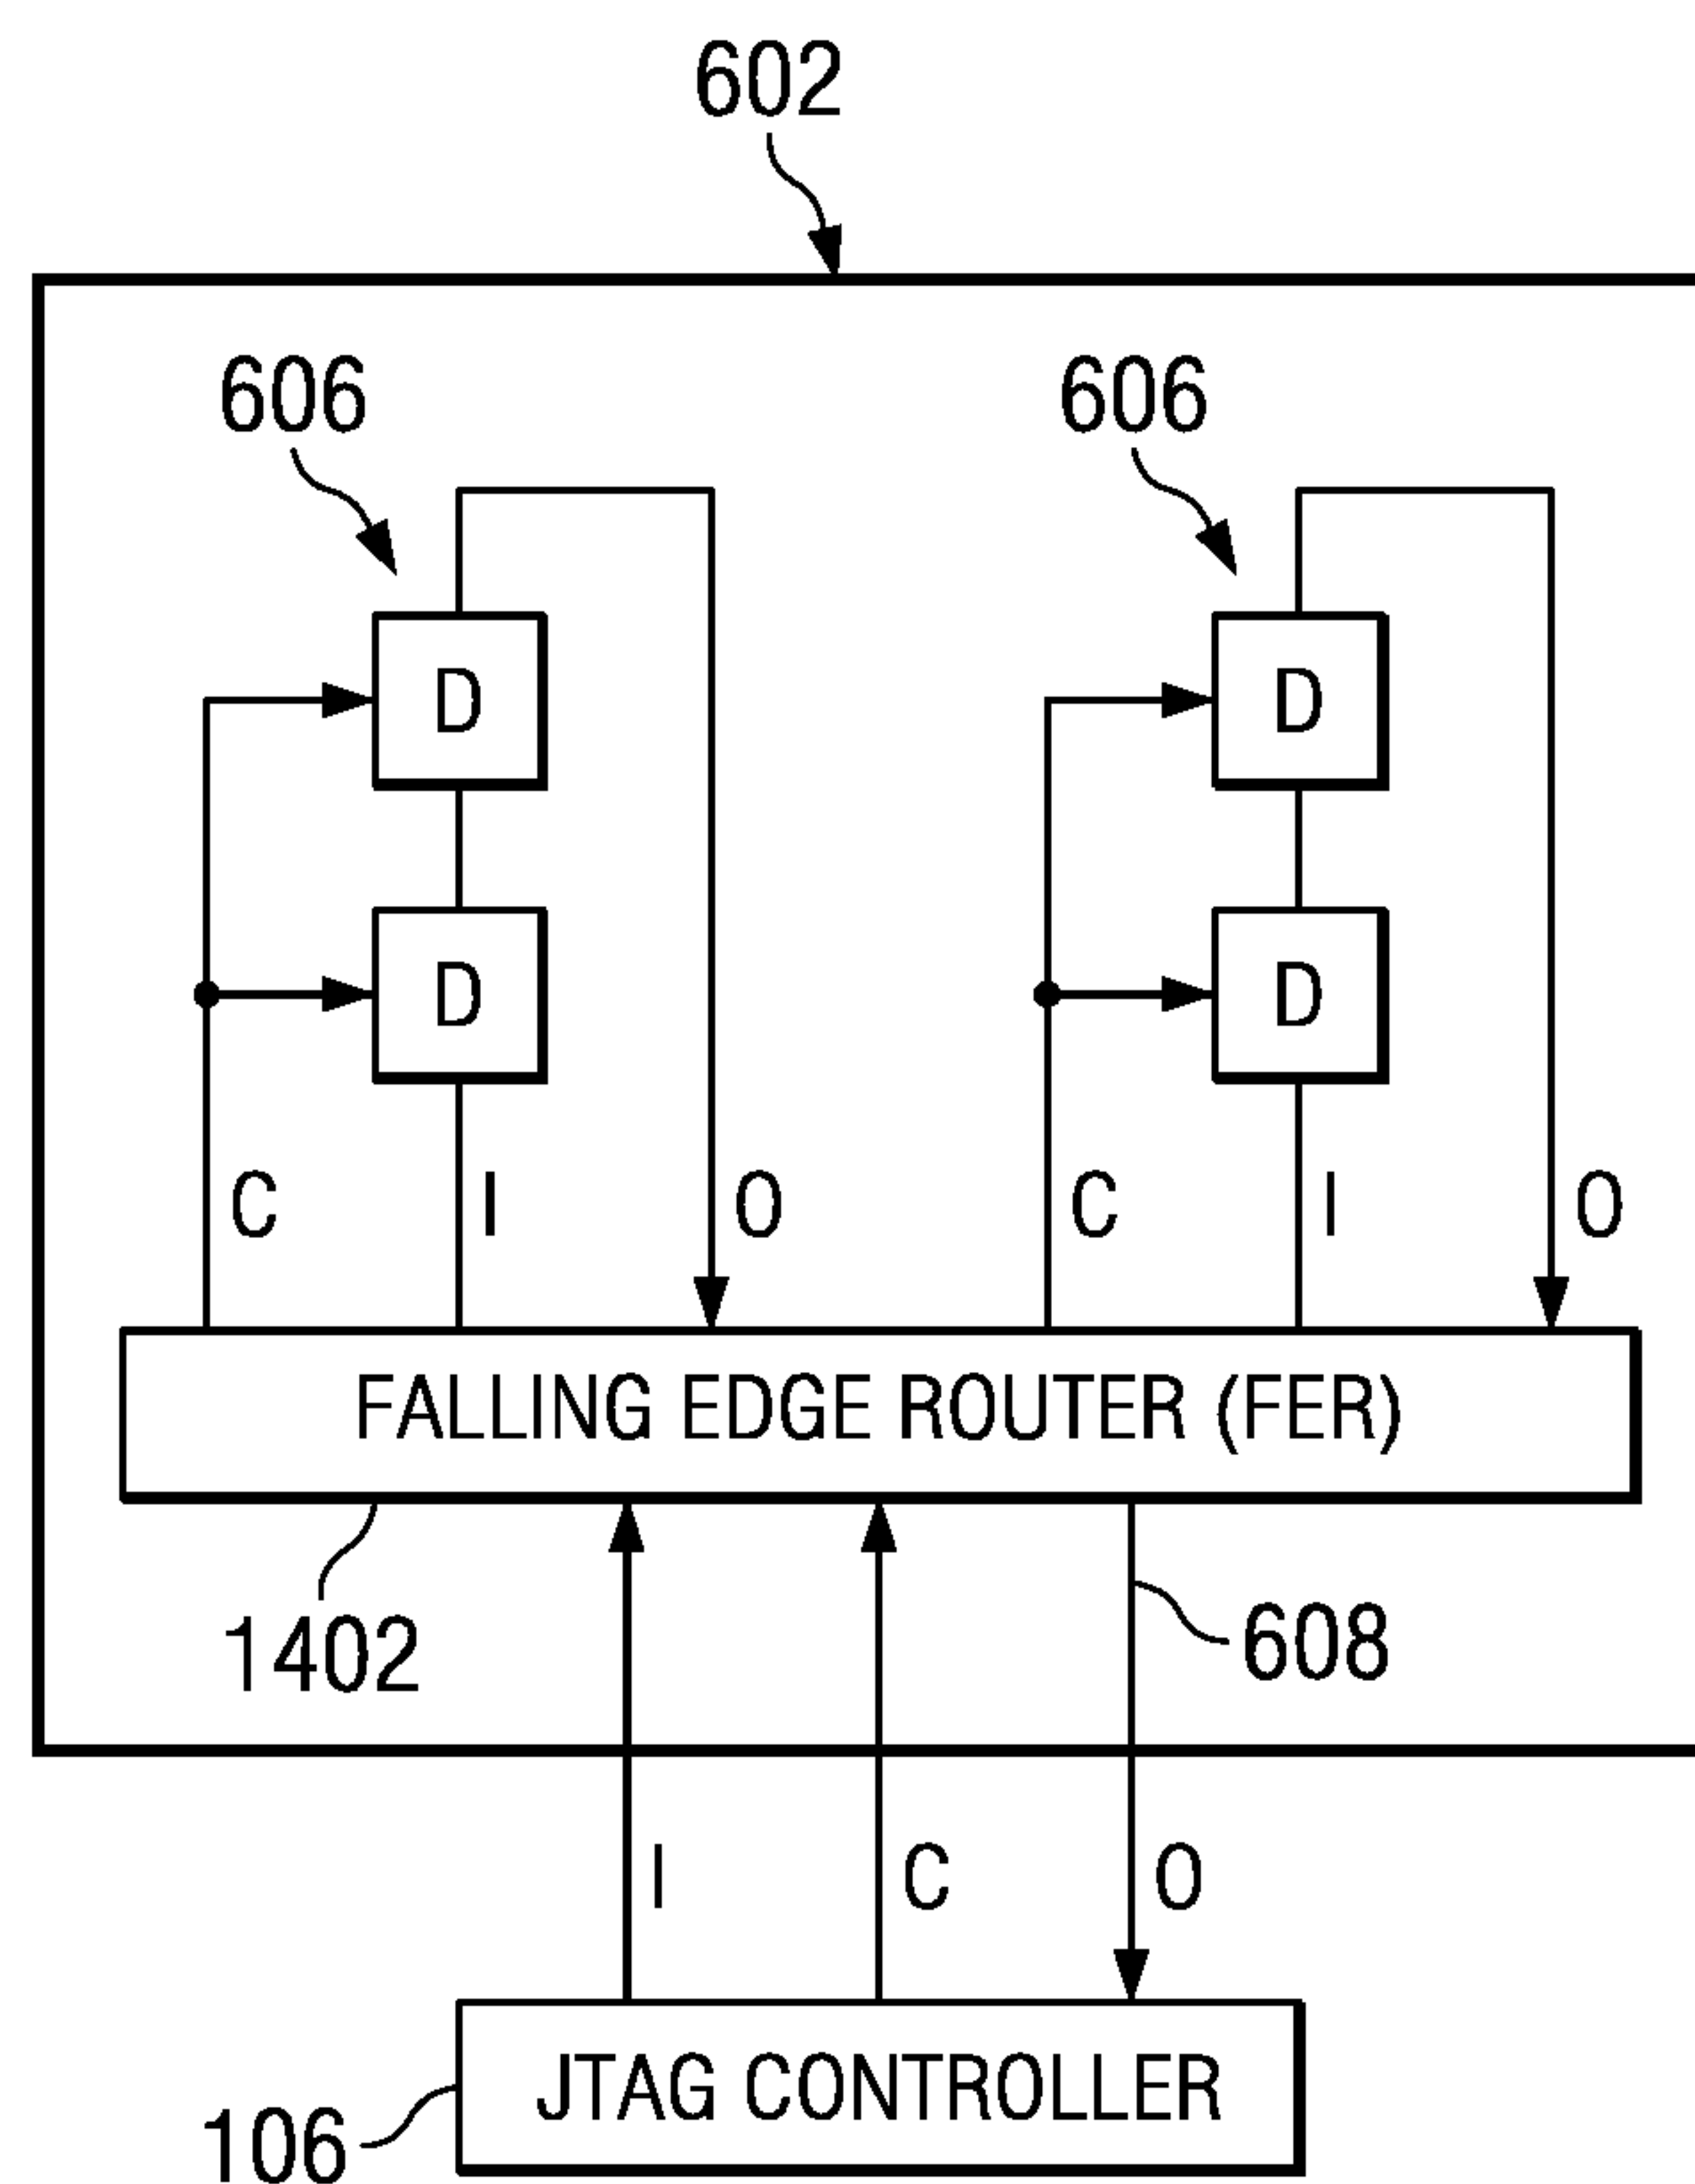 602
606 606
D D
D D
C I O C I O
FALLING EDGE ROUTER (FER)
1402 608
I C O
JTAG CONTROLLER
106